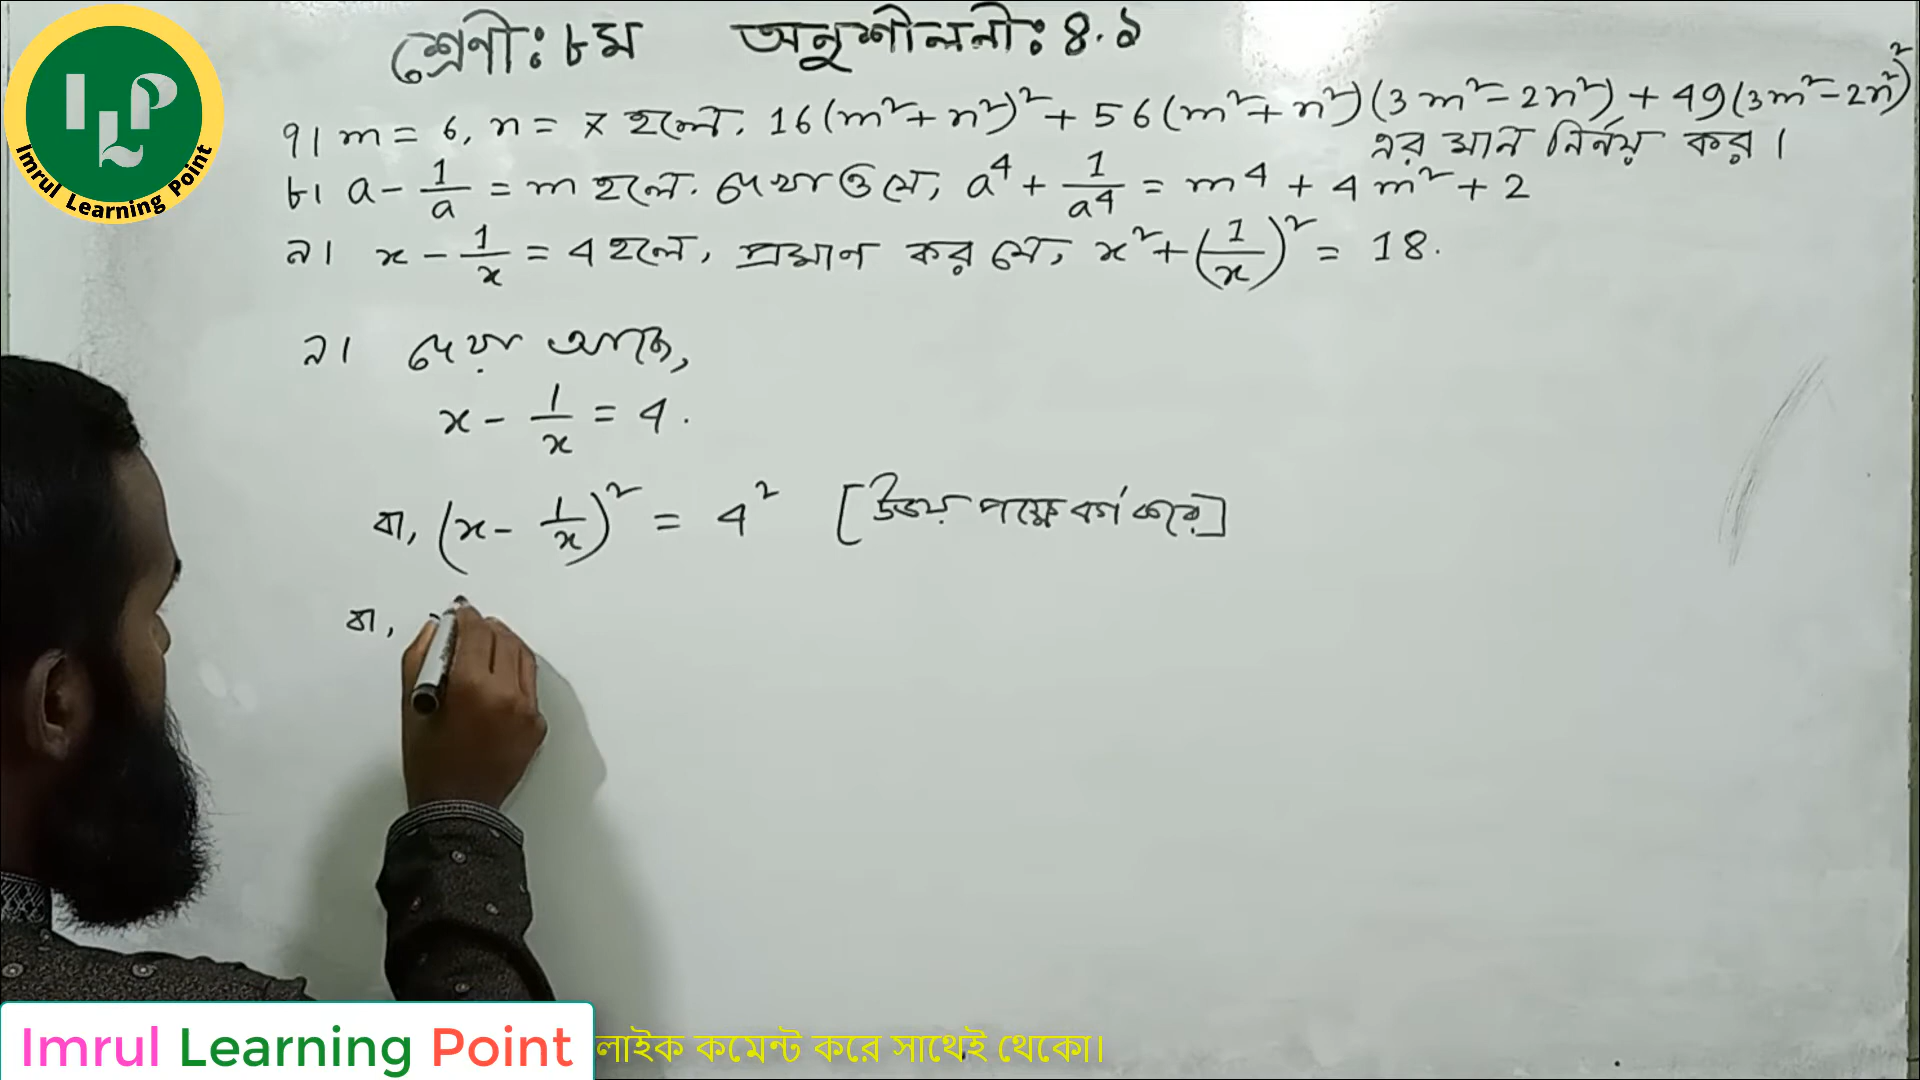 ILP
Imrul Learning Point
শ্রেণী: ৮ম অনুশীলনী: ৪.১
৭। m = 6, n = 7 হলে, 16(m²+n²)² + 56(m²+n²)(3m²-2n²) + 49(3m²-2n²)²
এর মান নির্নয় কর।
৮। a - 1/a = m হলে, দেখাও যে, a⁴ + 1/a⁴ = m⁴ + 4m² + 2
৯। x - 1/x = 4 হলে, প্রমান কর যে, x² + (1/x)² = 18.
৯। দেয়া আছে,
x - 1/x = 4.
বা, (x - 1/x)² = 4² [উভয় পক্ষে বর্গ করে]
বা,
Imrul Learning Point
লাইক কমেন্ট করে সাথেই থেকো।